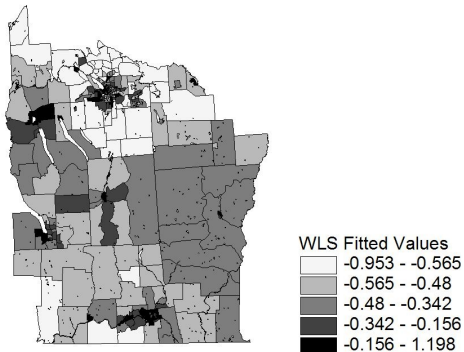 WLS Fitted Values
-0.953 - -0.565
-0.565 - -0.48
-0.48 - -0.342
-0.342 - -0.156
-0.156 - 1.198